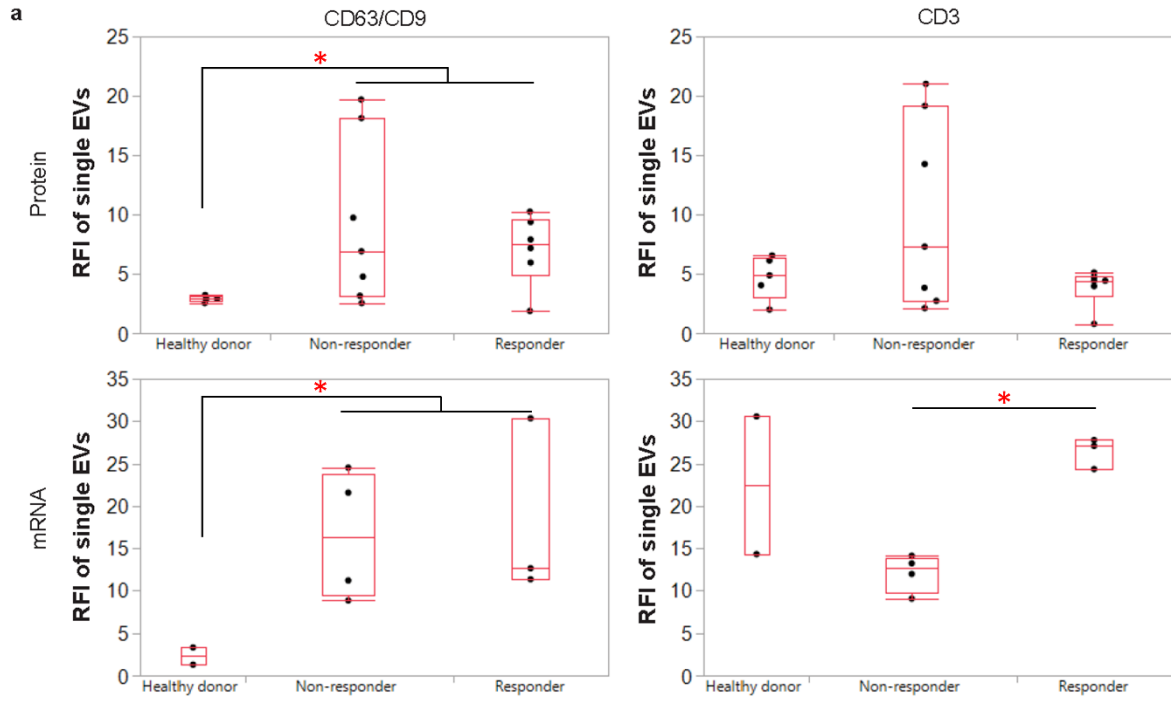 a
CD63/CD9
CD3
Protein
RFI of single EVs
25
20
15
10
5
0
*
Healthy donor
Non-responder
Responder
RFI of single EVs
25
20
15
10
5
0
Healthy donor
Non-responder
Responder
mRNA
RFI of single EVs
35
30
25
20
15
10
5
0
*
Healthy donor
Non-responder
Responder
RFI of single EVs
35
30
25
20
15
10
5
0
*
Healthy donor
Non-responder
Responder